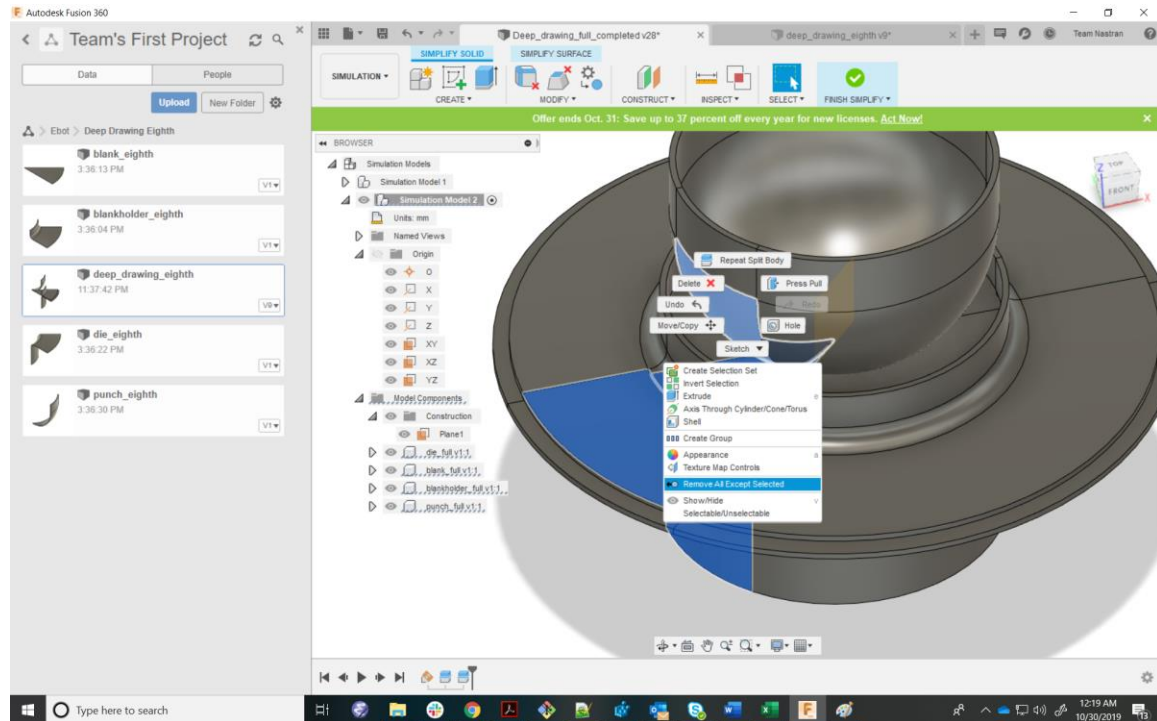 Autodesk Fusion 360
Team's First Project
Data
People
Upload
New Folder
Ebot > Deep Drawing Eighth
blank_eighth
3:36:13 PM
V1
blankholder_eighth
3:36:04 PM
V1
deep_drawing_eighth
11:37:42 PM
V9
die_eighth
3:36:22 PM
V1
punch_eighth
3:36:30 PM
V1
Deep_drawing_full_completed v28*
deep_drawing_eighth v9*
Team Nastran
SIMPLIFY SOLID
SIMPLIFY SURFACE
SIMULATION
CREATE
MODIFY
CONSTRUCT
INSPECT
SELECT
FINISH SIMPLIFY
Offer ends Oct. 31: Save up to 37 percent off every year for new licenses. Act Now!
BROWSER
Simulation Models
Simulation Model 1
Simulation Model 2
Units: mm
Named Views
Origin
O
X
Y
Z
XY
XZ
YZ
Model Components
Construction
Plane1
die_full v1:1
blank_full v1:1
blankholder_full v1:1
punch_full v1:1
TOP
FRONT
Z
X
Repeat Split Body
Delete
Press Pull
Undo
Redo
Move/Copy
Hole
Sketch
Create Selection Set
Invert Selection
Extrude e
Axis Through Cylinder/Cone/Torus
Shell
Create Group
Appearance a
Texture Map Controls
Remove All Except Selected
Show/Hide v
Selectable/Unselectable
Type here to search
12:19 AM
10/30/2019
13